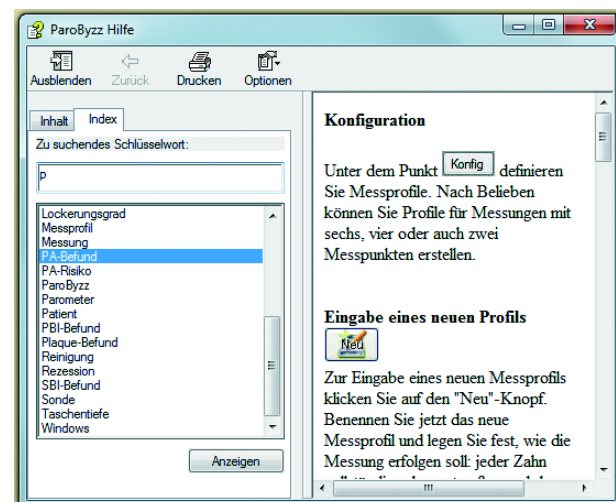 ParoByzz Hilfe
Ausblenden Zurück Drucken Optionen
Inhalt Index
Zu suchendes Schlüsselwort:
p
Lockerungsgrad
Messprofil
Messung
PA-Befund
PA-Risiko
ParoByzz
Parometer
Patient
PBI-Befund
Plaque-Befund
Reinigung
Rezession
SBI-Befund
Sonde
Taschentiefe
Windows
Anzeigen
Konfiguration
Unter dem Punkt Konfig definieren
Sie Messprofile. Nach Belieben
können Sie Profile für Messungen mit
sechs, vier oder auch zwei
Messpunkten erstellen.
Eingabe eines neuen Profils
Neu
Zur Eingabe eines neuen Messprofils
klicken Sie auf den "Neu"-Knopf.
Benennen Sie jetzt das neue
Messprofil und legen Sie fest, wie die
Messung erfolgen soll: jeder Zahn